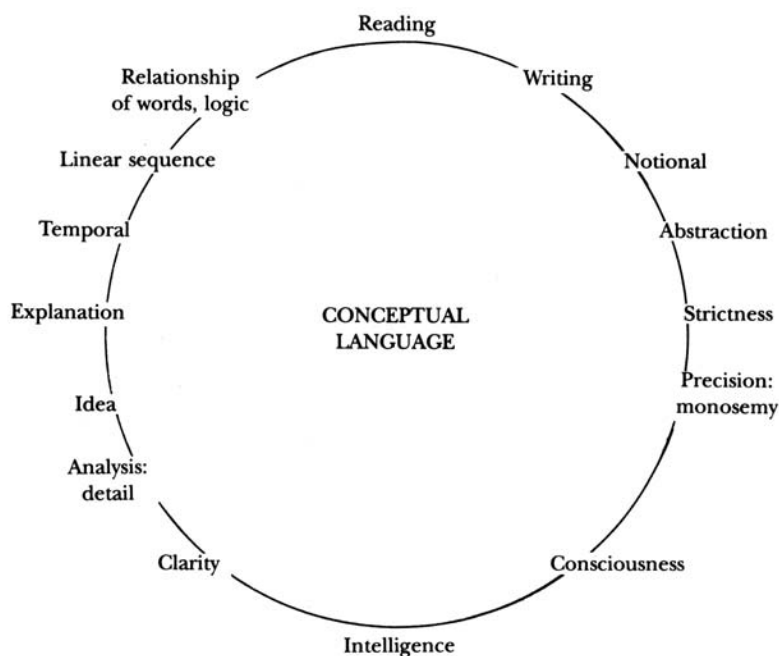 Reading
Relationship
of words, logic
Writing
Linear sequence
Notional
Temporal
Abstraction
Explanation
CONCEPTUAL
LANGUAGE
Strictness
Precision:
monosemy
Idea
Analysis:
detail
Clarity
Consciousness
Intelligence